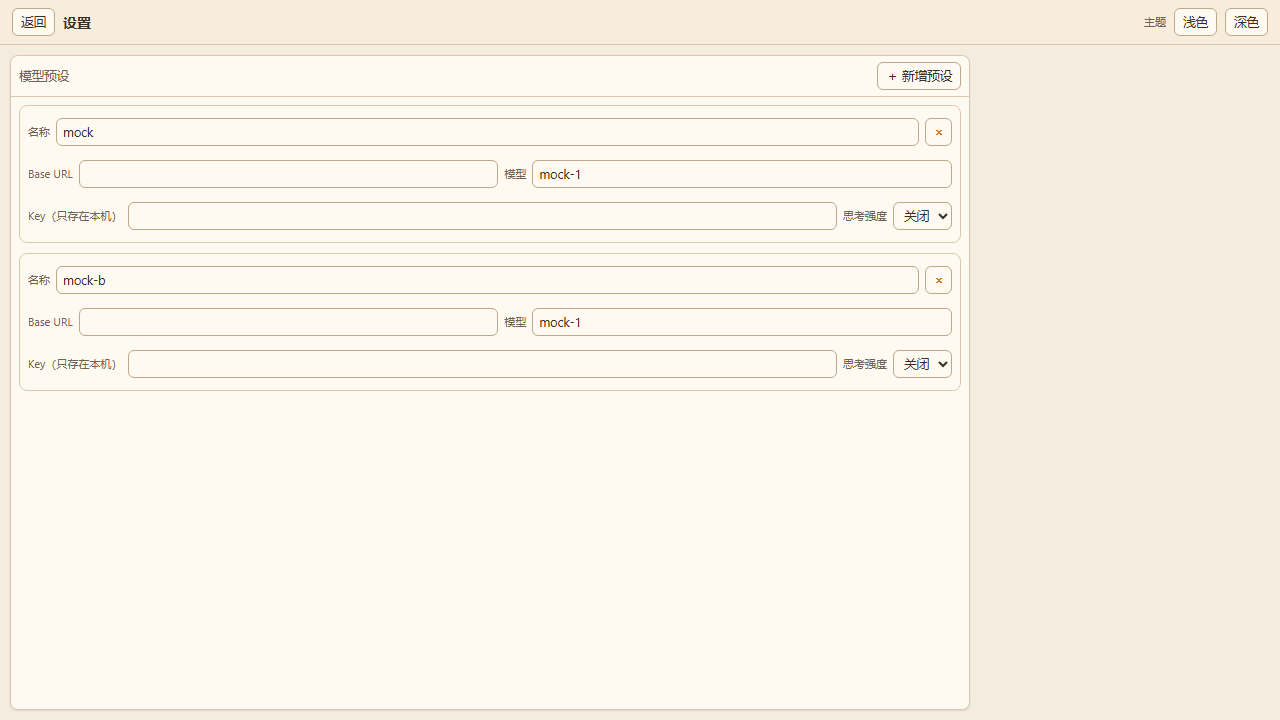 返回 设置 主题 浅色 深色
模型预设 + 新增预设
名称 mock ×
Base URL 模型 mock-1
Key（只存在本机） 思考强度 关闭
名称 mock-b ×
Base URL 模型 mock-1
Key（只存在本机） 思考强度 关闭